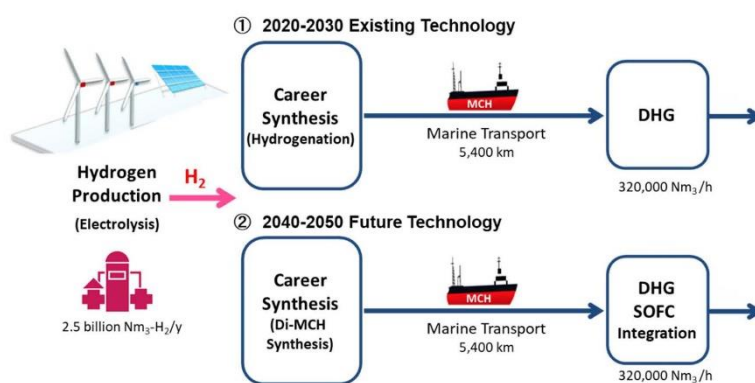 ① 2020-2030 Existing Technology
Career
Synthesis
(Hydrogenation)
MCH
Marine Transport
5,400 km
DHG
320,000 Nm₃/h
Hydrogen
Production
(Electrolysis)
H₂
2.5 billion Nm₃-H₂/y
② 2040-2050 Future Technology
Career
Synthesis
(Di-MCH
Synthesis)
MCH
Marine Transport
5,400 km
DHG
SOFC
Integration
320,000 Nm₃/h